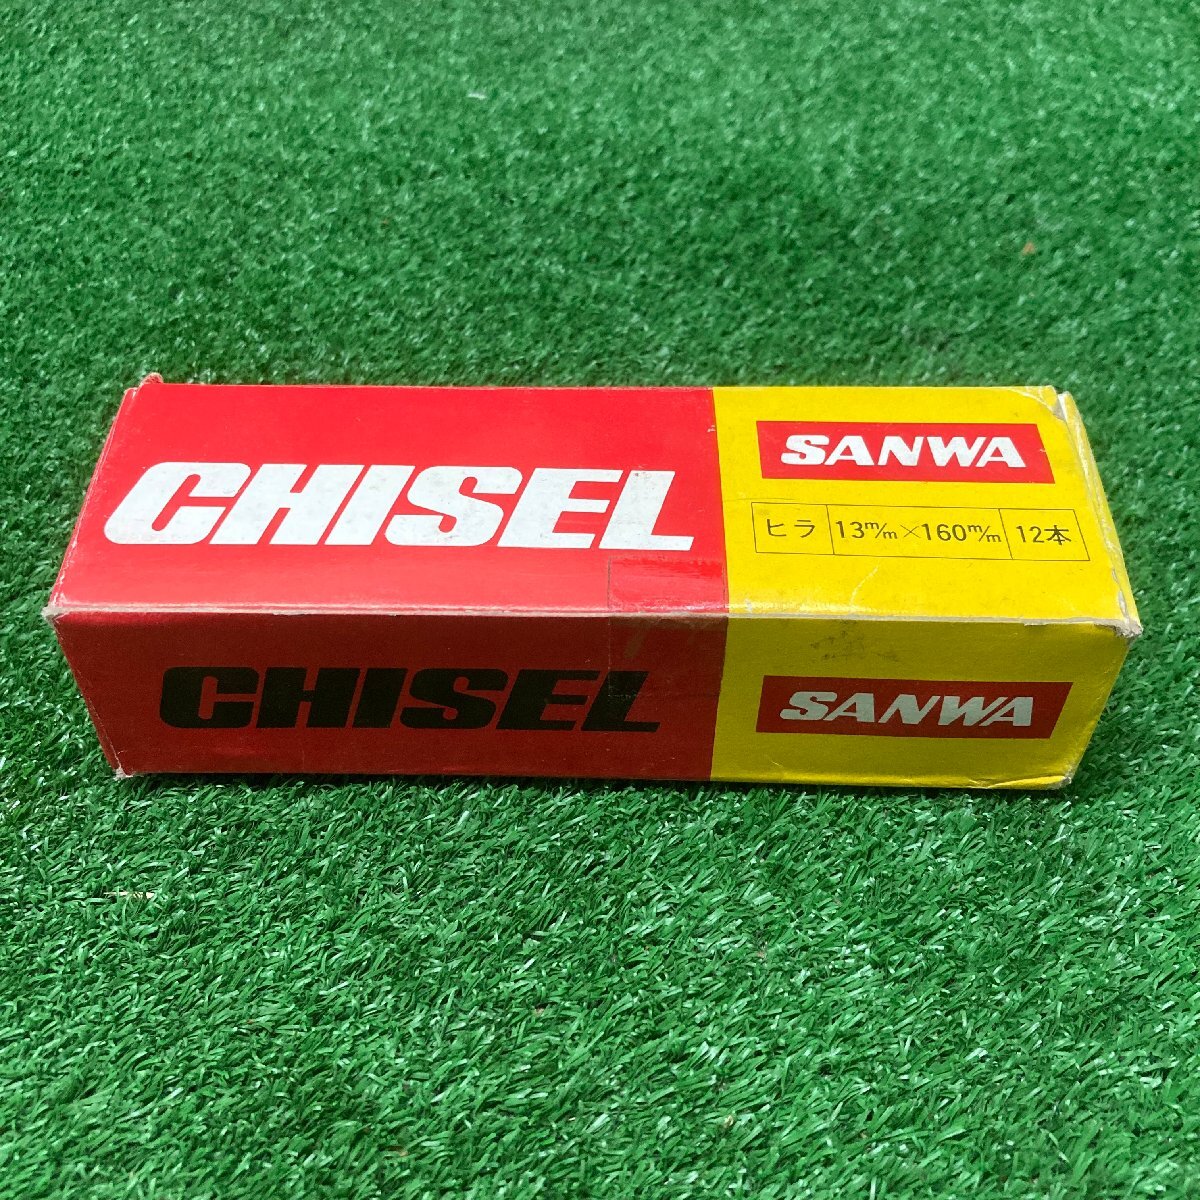 CHISEL
SANWA
ヒラ 13m/m×160m/m 12本
CHISEL
SANWA